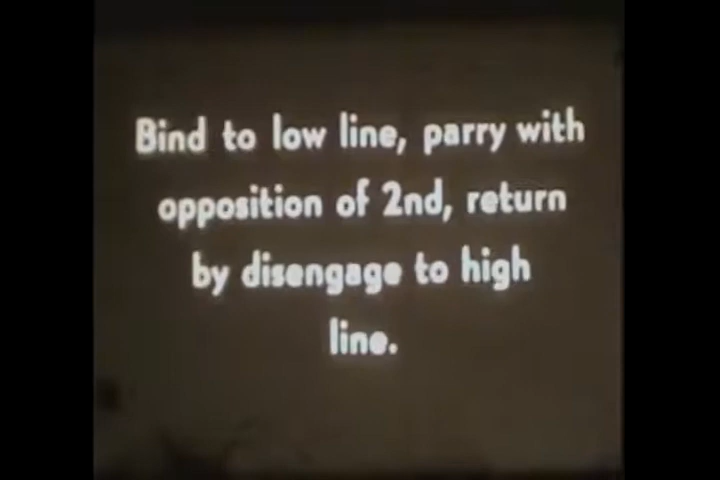 Bind to low line, parry with
opposition of 2nd, return
by disengage to high
line.